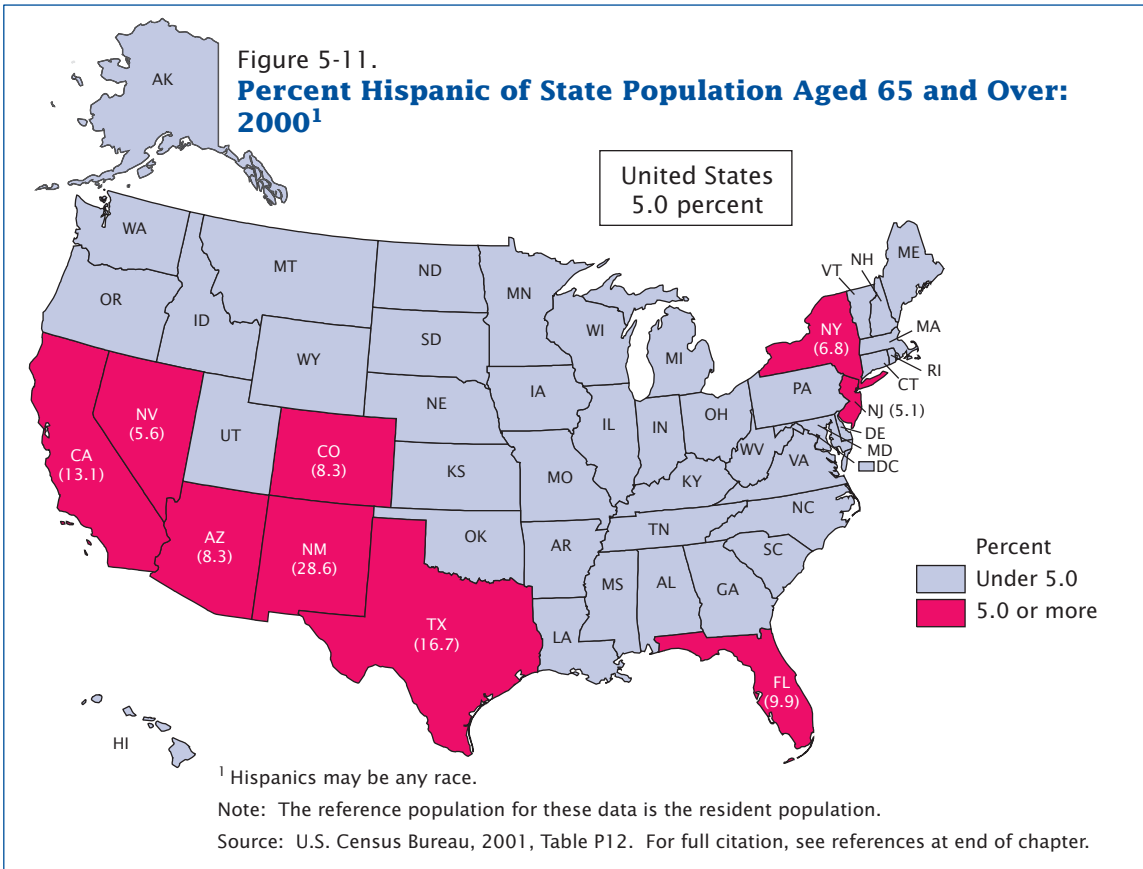 Figure 5-11.
Percent Hispanic of State Population Aged 65 and Over:
2000¹
United States
5.0 percent
AK
WA
OR
ID
MT
ND
MN
SD
WY
WI
MI
NE
IA
NV
(5.6)
UT
CO
(8.3)
CA
(13.1)
KS
MO
IL
IN
OH
PA
NY
(6.8)
VT
NH
ME
MA
RI
CT
NJ (5.1)
DE
MD
DC
WV
VA
KY
NC
TN
SC
AZ
(8.3)
NM
(28.6)
OK
AR
TX
(16.7)
LA
MS
AL
GA
FL
(9.9)
HI
Percent
Under 5.0
5.0 or more
¹ Hispanics may be any race.
Note: The reference population for these data is the resident population.
Source: U.S. Census Bureau, 2001, Table P12. For full citation, see references at end of chapter.